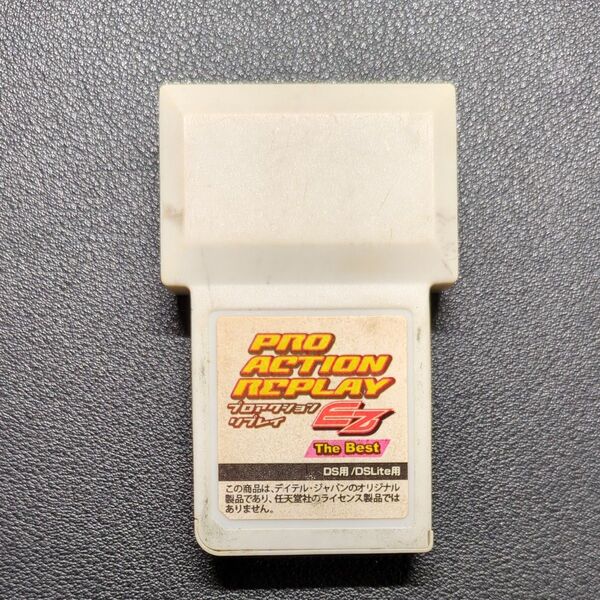 PRO
ACTION
REPLAY
プロアクション
リプレイ
EZ
The Best
DS用/DSLite用
この商品は、デイテル・ジャパンのオリジナル
製品であり、任天堂社のライセンス製品では
ありません。